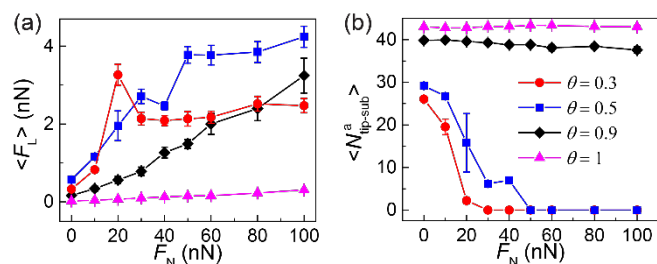 (a)
<F_L> (nN)
4
2
0
0 20 40 60 80 100
F_N (nN)
(b)
<N^a_tip-sub>
40
30
20
10
0
θ = 0.3
θ = 0.5
θ = 0.9
θ = 1
0 20 40 60 80 100
F_N (nN)